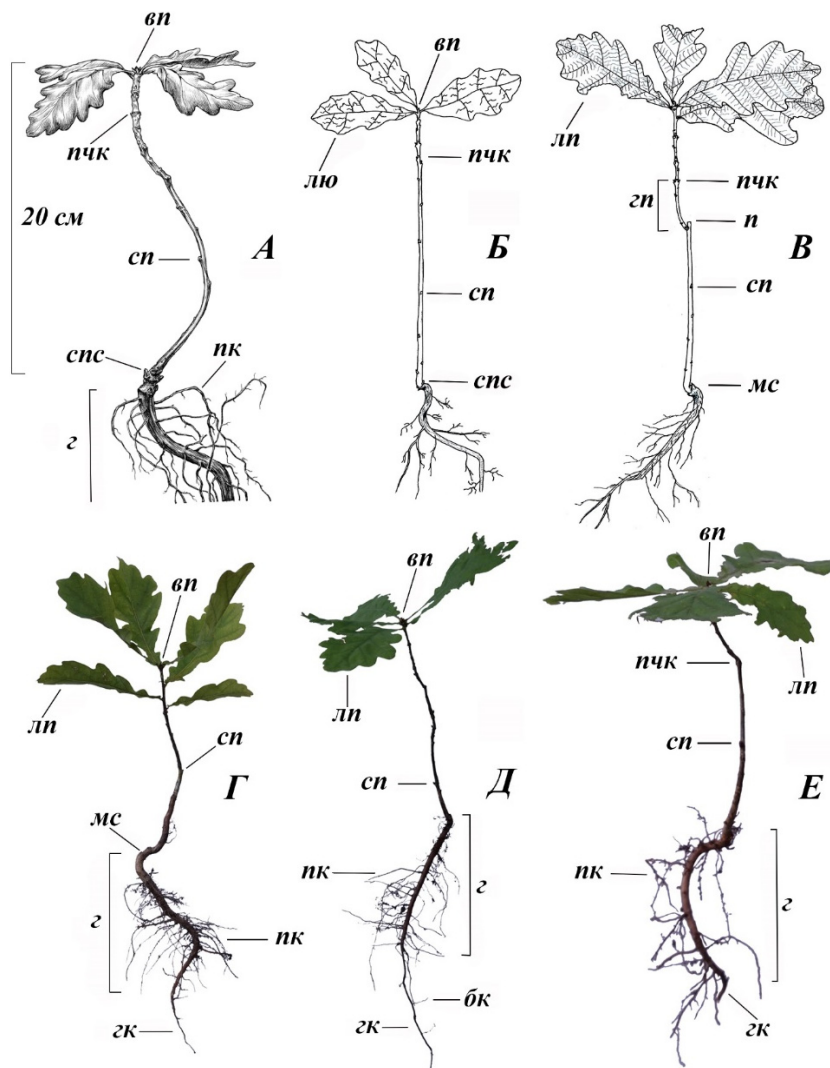 вп
пчк
20 см
сп
А
спс
пк
г
вп
пчк
лю
Б
сп
спс
лп
пчк
гп
п
В
сп
мс
вп
лп
сп
Г
мс
г
пк
гк
вп
лп
сп
Д
пк
г
бк
гк
вп
пчк
лп
сп
Е
пк
г
гк